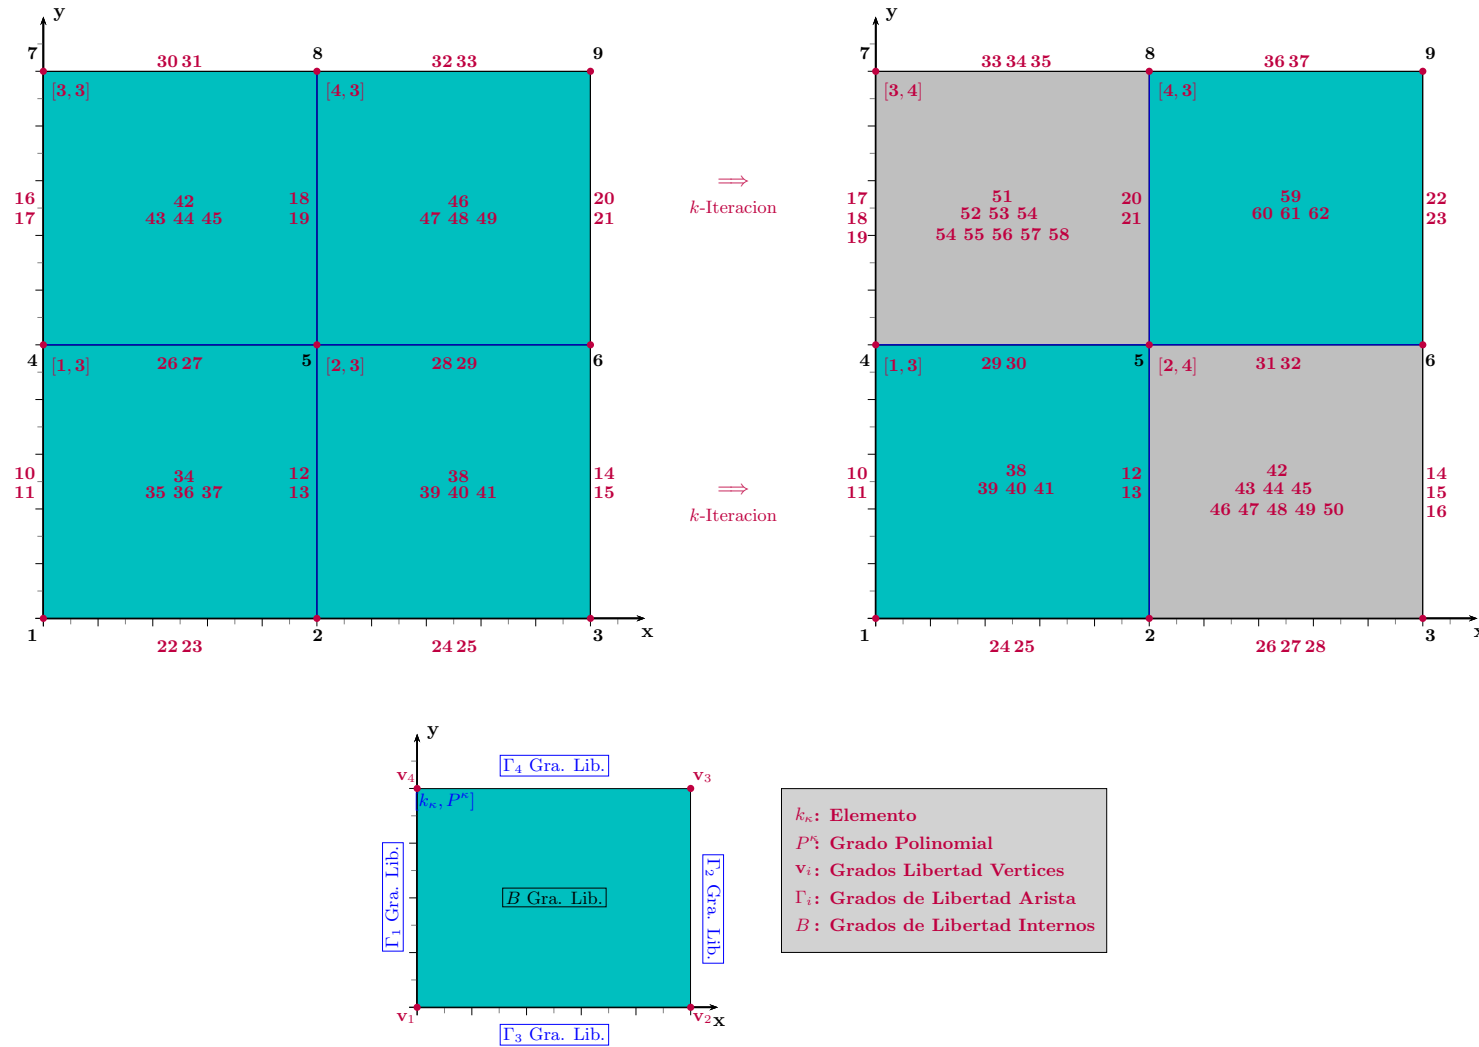 y
7
30 31
8
32 33
9
[3, 3]
[4, 3]
16
17
42
43 44 45
18
19
46
47 48 49
20
21
4
[1, 3]
26 27
5
[2, 3]
28 29
6
10
11
34
35 36 37
12
13
38
39 40 41
14
15
1
22 23
2
24 25
3
x
⟹
k-Iteracion
⟹
k-Iteracion
y
7
33 34 35
8
36 37
9
[3, 4]
[4, 3]
17
18
19
51
52 53 54
54 55 56 57 58
20
21
59
60 61 62
22
23
4
[1, 3]
29 30
5
[2, 4]
31 32
6
10
11
38
39 40 41
12
13
42
43 44 45
46 47 48 49 50
14
15
16
1
24 25
2
26 27 28
3
x
y
Γ₄ Gra. Lib.
v₄
v₃
[k_κ, P^κ]
Γ₁ Gra. Lib.
B Gra. Lib.
Γ₂ Gra. Lib.
v₁
Γ₃ Gra. Lib.
v₂
x
k_κ: Elemento
P^κ: Grado Polinomial
vᵢ: Grados Libertad Vertices
Γᵢ: Grados de Libertad Arista
B: Grados de Libertad Internos